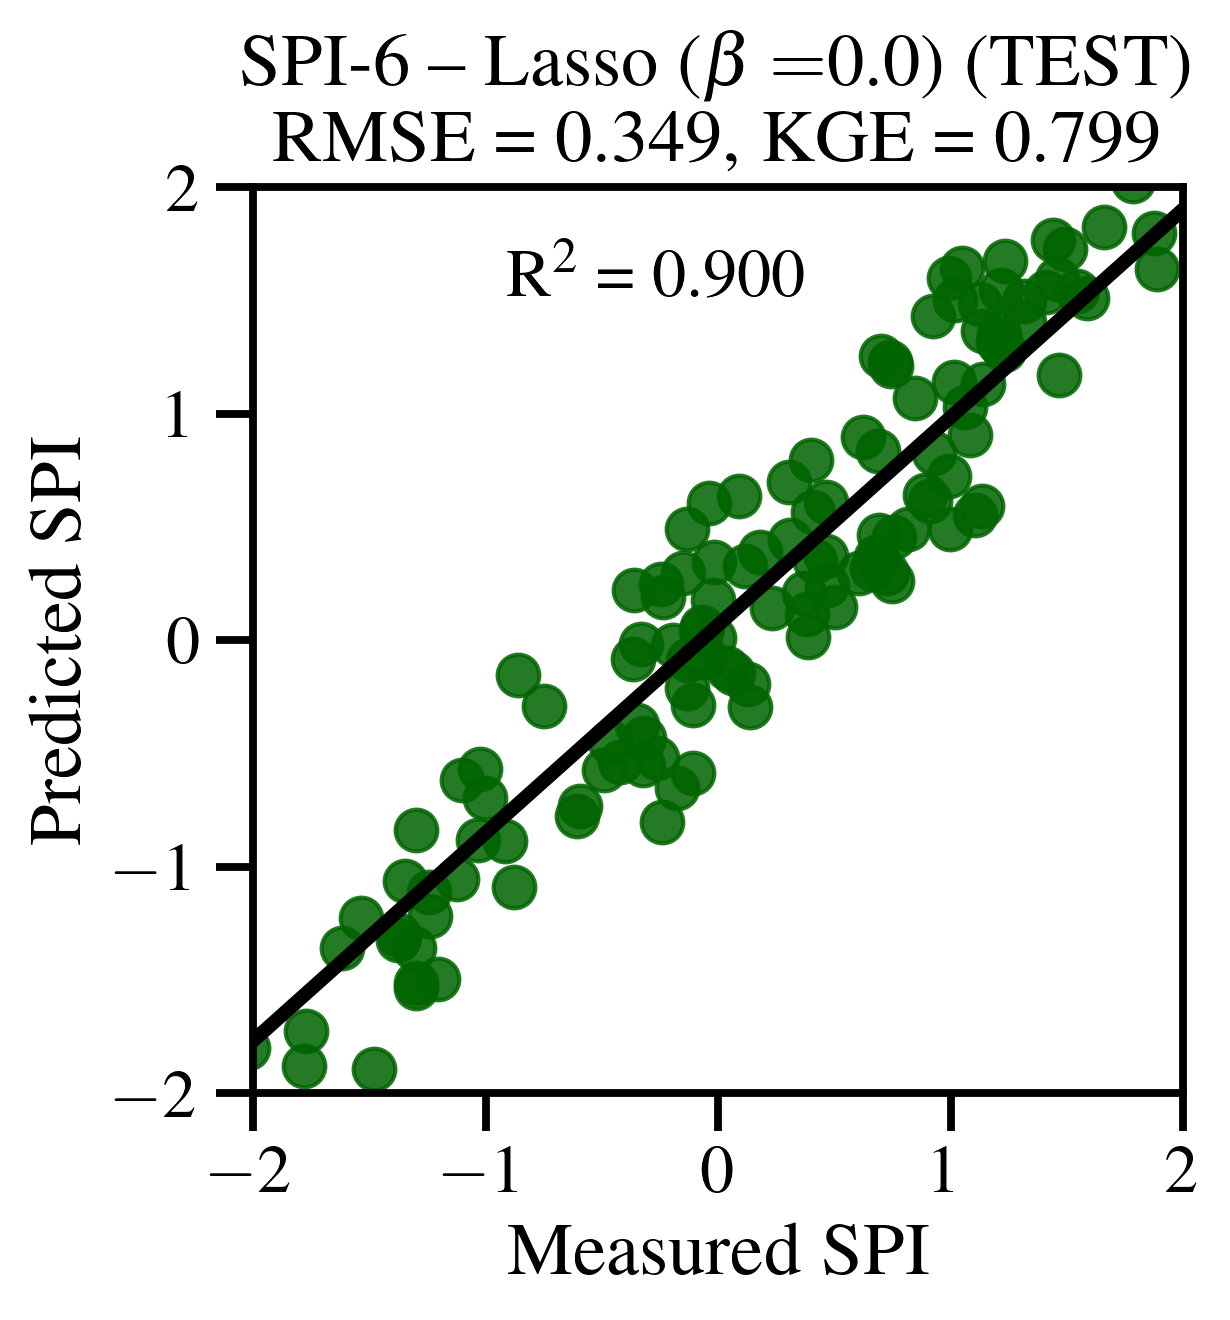 SPI-6 – Lasso (β =0.0) (TEST)
RMSE = 0.349, KGE = 0.799
R² = 0.900
Predicted SPI
2
1
0
−1
−2
−2 −1 0 1 2
Measured SPI